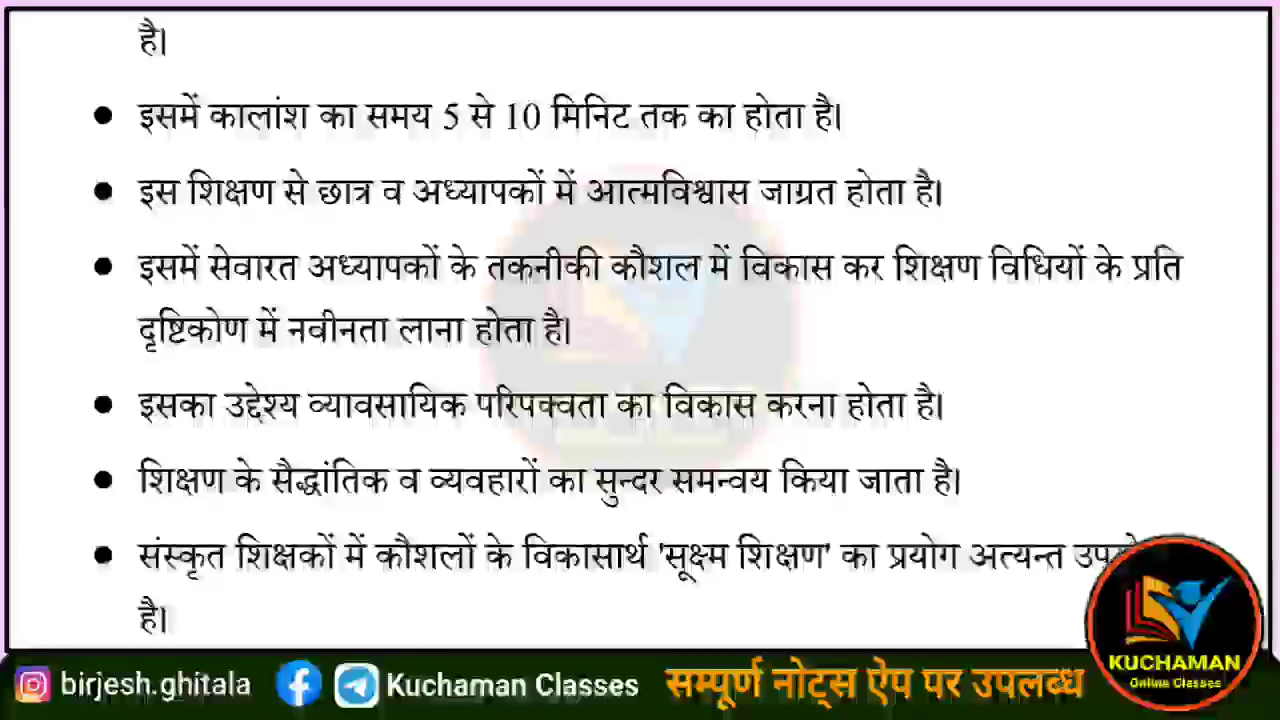 है।
● इसमें कालांश का समय 5 से 10 मिनिट तक का होता है।
● इस शिक्षण से छात्र व अध्यापकों में आत्मविश्वास जाग्रत होता है।
● इसमें सेवारत अध्यापकों के तकनीकी कौशल में विकास कर शिक्षण विधियों के प्रति
दृष्टिकोण में नवीनता लाना होता है।
● इसका उद्देश्य व्यावसायिक परिपक्वता का विकास करना होता है।
● शिक्षण के सैद्धांतिक व व्यवहारों का सुन्दर समन्वय किया जाता है।
● संस्कृत शिक्षकों में कौशलों के विकासार्थ 'सूक्ष्म शिक्षण' का प्रयोग अत्यन्त
है।
KUCHAMAN
Online Classes
birjesh.ghitala Kuchaman Classes सम्पूर्ण नोट्स ऐप पर उपलब्ध